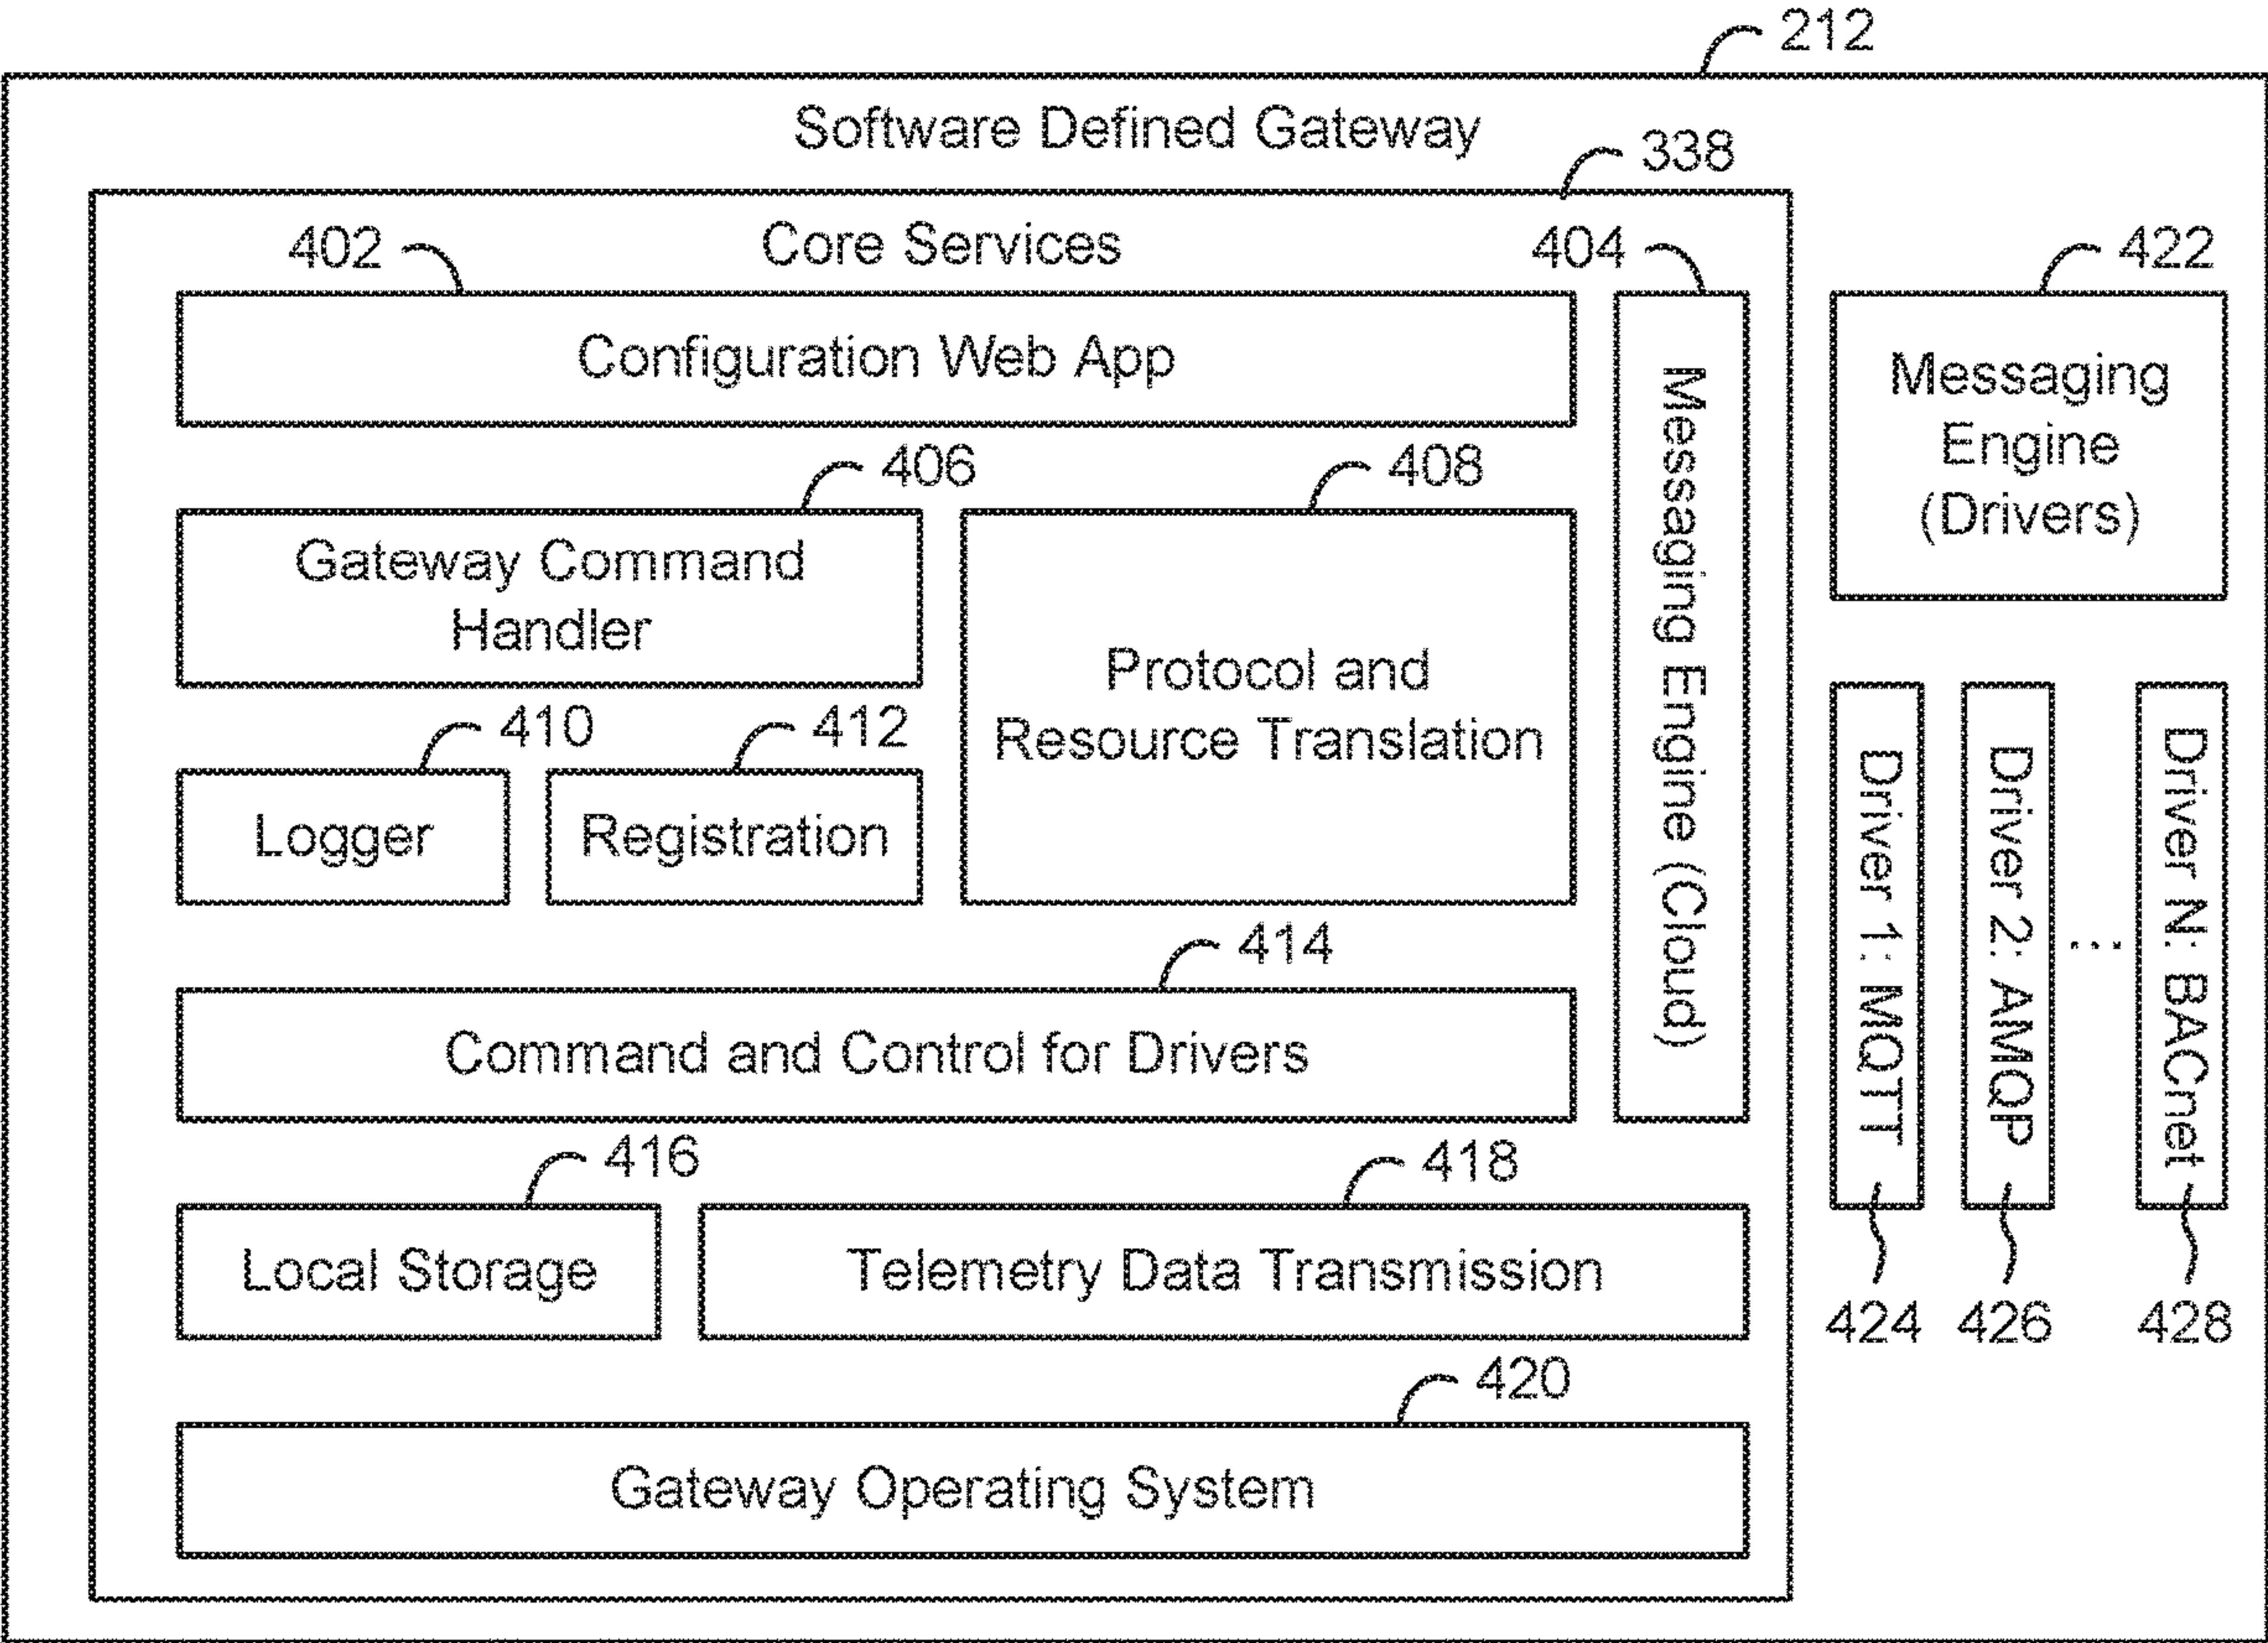 212
Software Defined Gateway
338
Core Services
402
404
422
Configuration Web App
Messaging Engine (Cloud)
Messaging
Engine
(Drivers)
406
408
Gateway Command
Handler
Protocol and
Resource Translation
410
412
Logger
Registration
Driver 1: MQTT
Driver 2: AMQP
...
Driver N: BACnet
414
Command and Control for Drivers
416
418
Local Storage
Telemetry Data Transmission
424
426
428
420
Gateway Operating System